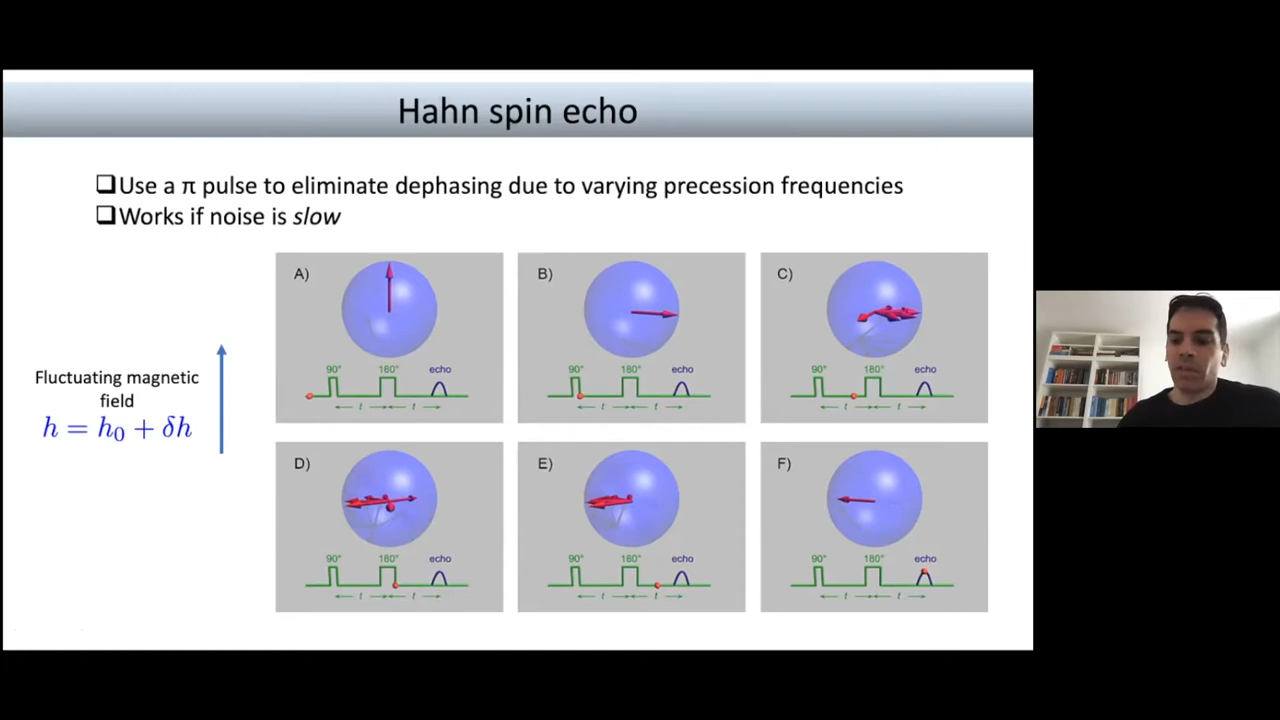 Hahn spin echo
❑Use a π pulse to eliminate dephasing due to varying precession frequencies
❑Works if noise is slow
Fluctuating magnetic
field
h = h₀ + δh
A)
90°
180°
echo
t
t
B)
90°
180°
echo
t
t
C)
90°
180°
echo
t
t
D)
90°
180°
echo
t
t
E)
90°
180°
echo
t
t
F)
90°
180°
echo
t
t